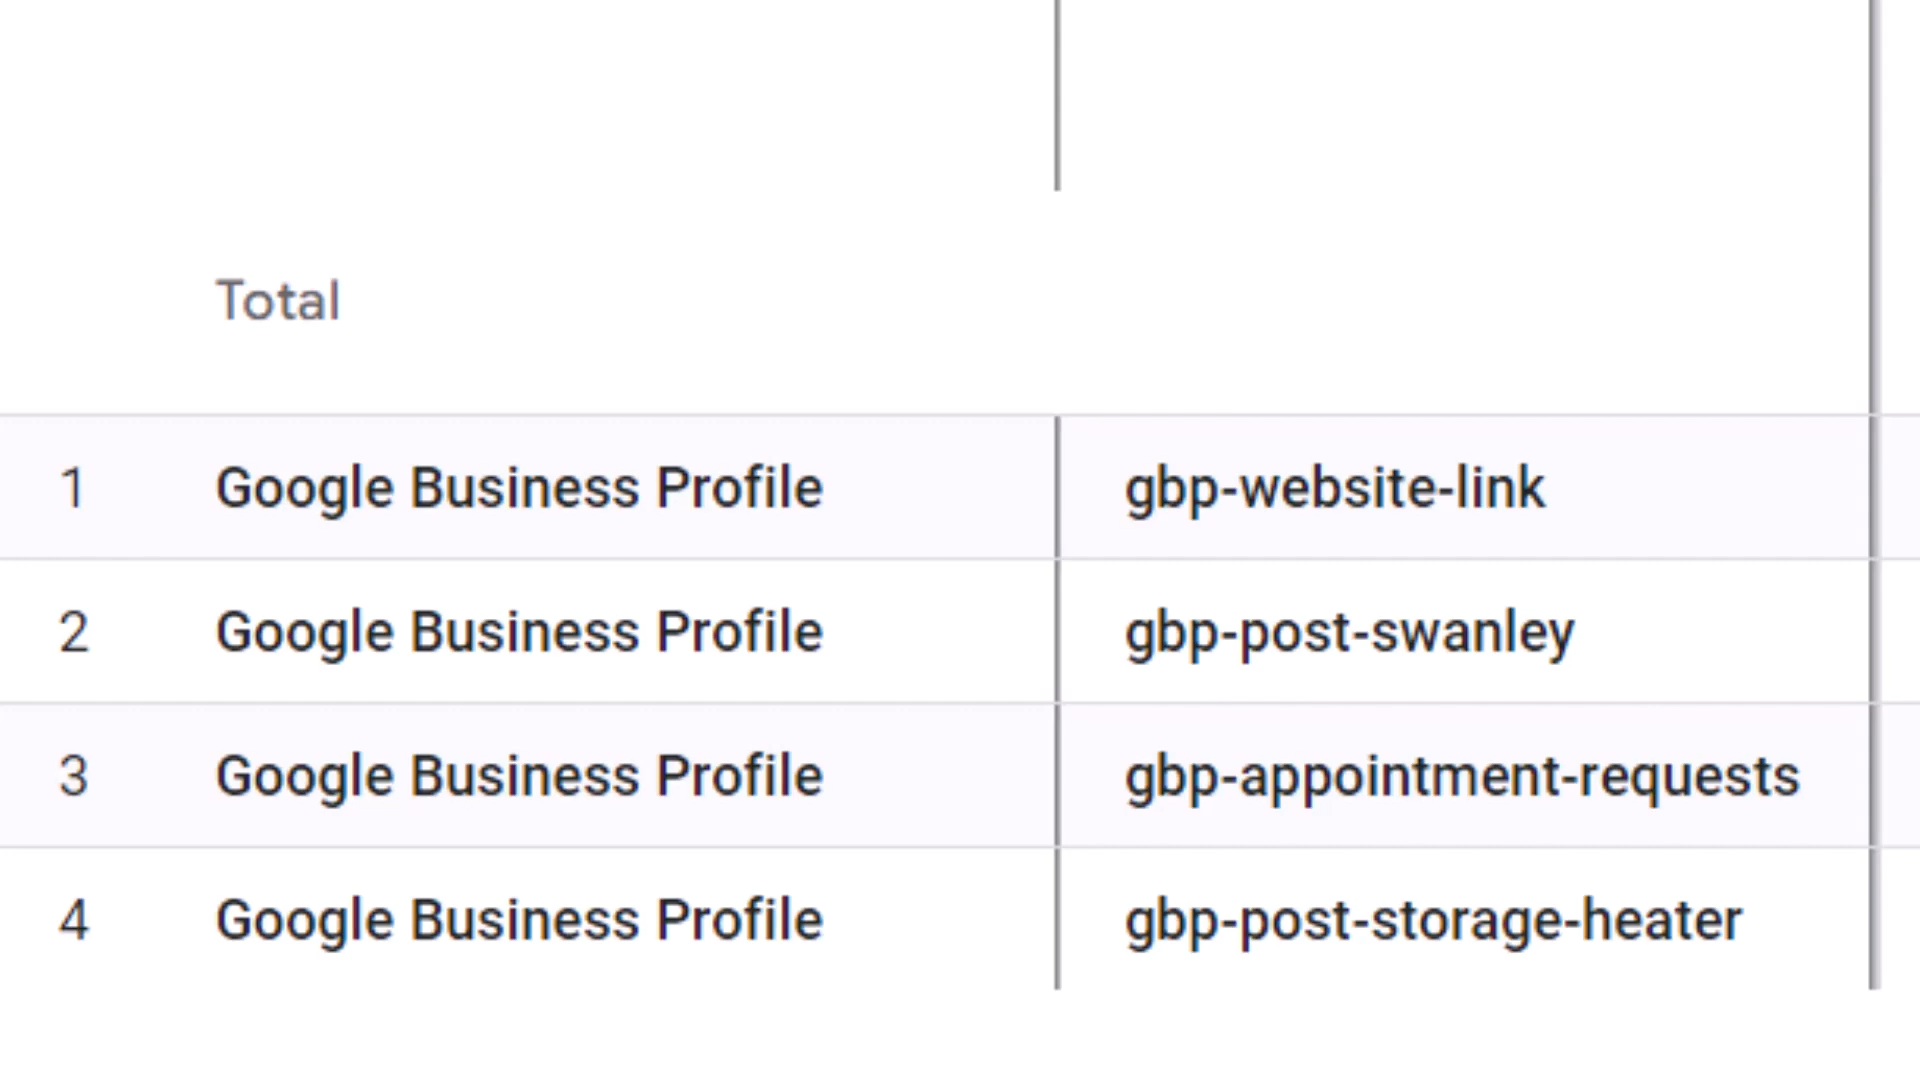 Total
1 Google Business Profile gbp-website-link
2 Google Business Profile gbp-post-swanley
3 Google Business Profile gbp-appointment-requests
4 Google Business Profile gbp-post-storage-heater